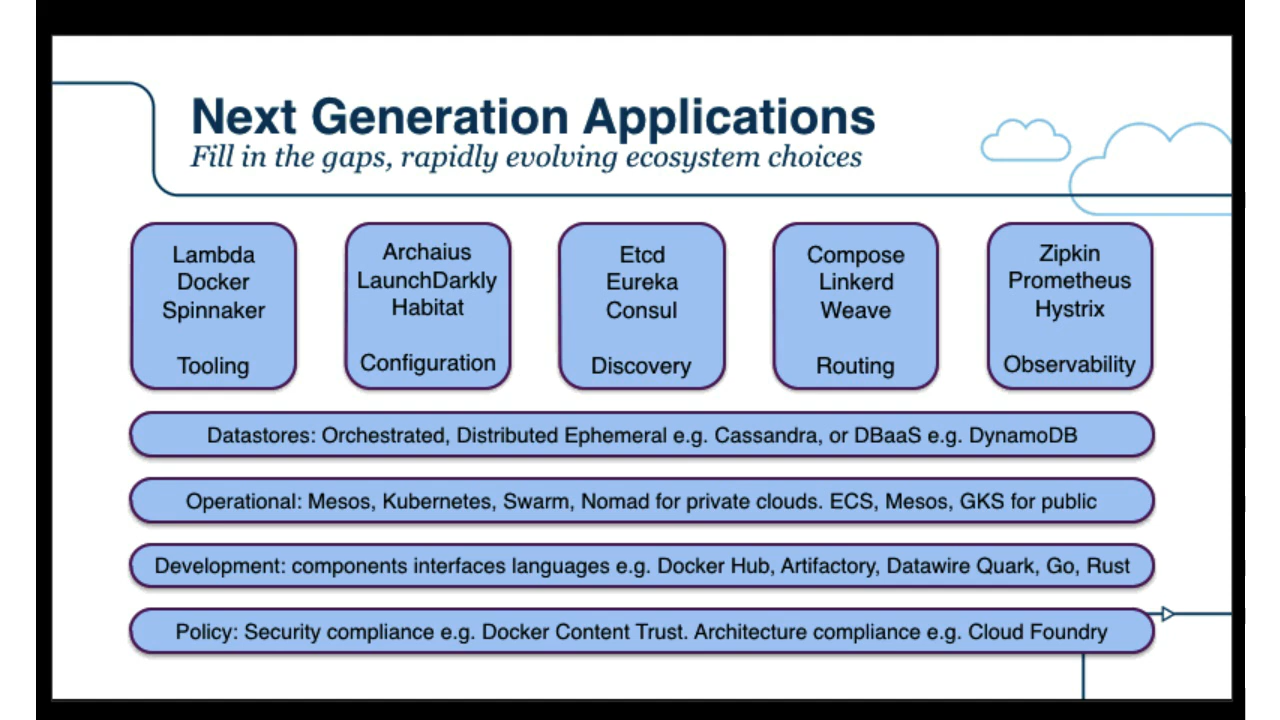 Next Generation Applications
Fill in the gaps, rapidly evolving ecosystem choices
Lambda
Docker
Spinnaker
Tooling
Archaius
LaunchDarkly
Habitat
Configuration
Etcd
Eureka
Consul
Discovery
Compose
Linkerd
Weave
Routing
Zipkin
Prometheus
Hystrix
Observability
Datastores: Orchestrated, Distributed Ephemeral e.g. Cassandra, or DBaaS e.g. DynamoDB
Operational: Mesos, Kubernetes, Swarm, Nomad for private clouds. ECS, Mesos, GKS for public
Development: components interfaces languages e.g. Docker Hub, Artifactory, Datawire Quark, Go, Rust
Policy: Security compliance e.g. Docker Content Trust. Architecture compliance e.g. Cloud Foundry